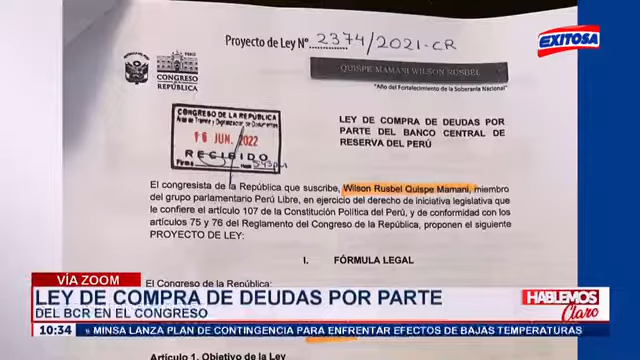 Proyecto de Ley N° 2374/2021-CR
EXITOSA
QUISPE MAMANI WILSON RUSBEL
CONGRESO
REPÚBLICA
"Año del Fortalecimiento de la Soberanía Nacional"
CONGRESO DE LA REPÚBLICA
Área de Trámite y Digitalización de Documentos
16 JUN. 2022
RECIBIDO
LEY DE COMPRA DE DEUDAS POR
PARTE DEL BANCO CENTRAL DE
RESERVA DEL PERÚ
El congresista de la República que suscribe, Wilson Rusbel Quispe Mamani, miembro
del grupo parlamentario Perú Libre, en ejercicio del derecho de iniciativa legislativa que
le confiere el artículo 107 de la Constitución Política del Perú, y de conformidad con los
artículos 75 y 76 del Reglamento del Congreso de la República, proponen el siguiente
PROYECTO DE LEY:
I. FÓRMULA LEGAL
El Congreso de la República:
VÍA ZOOM
LEY DE COMPRA DE DEUDAS POR PARTE
DEL BCR EN EL CONGRESO
HABLEMOS
Claro
10:34 » MINSA LANZA PLAN DE CONTINGENCIA PARA ENFRENTAR EFECTOS DE BAJAS TEMPERATURAS
Artículo 1. Objetivo de la Ley